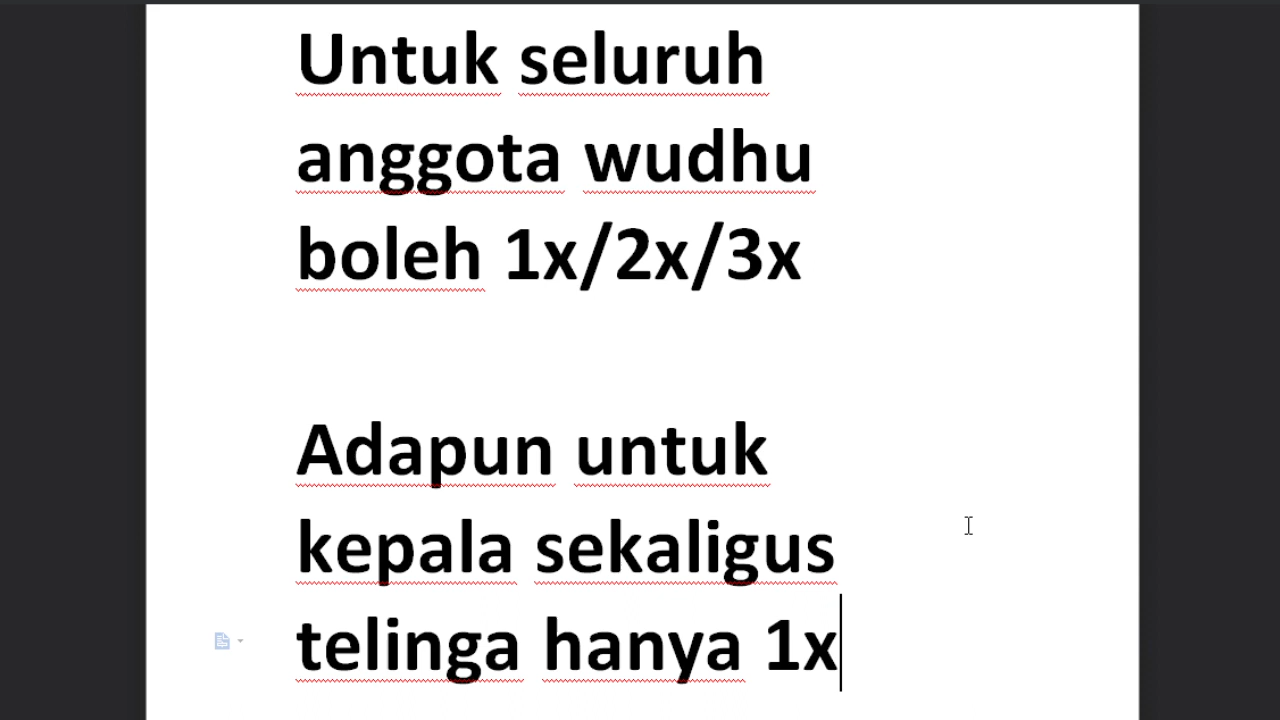 Untuk seluruh
anggota wudhu
boleh 1x/2x/3x
Adapun untuk
kepala sekaligus
telinga hanya 1x